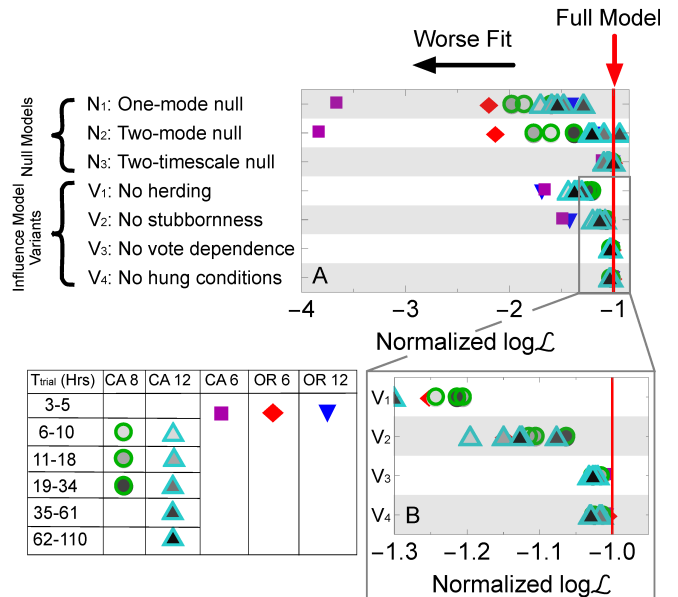 Full Model
Worse Fit
Null Models
N1: One-mode null
N2: Two-mode null
N3: Two-timescale null
Influence Model
Variants
V1: No herding
V2: No stubbornness
V3: No vote dependence
V4: No hung conditions
A
−4 −3 −2 −1
Normalized logℒ
Ttrial (Hrs) CA 8 CA 12 CA 6 OR 6 OR 12
3-5
6-10
11-18
19-34
35-61
62-110
V1
V2
V3
V4
B
−1.3 −1.2 −1.1 −1.0
Normalized logℒ